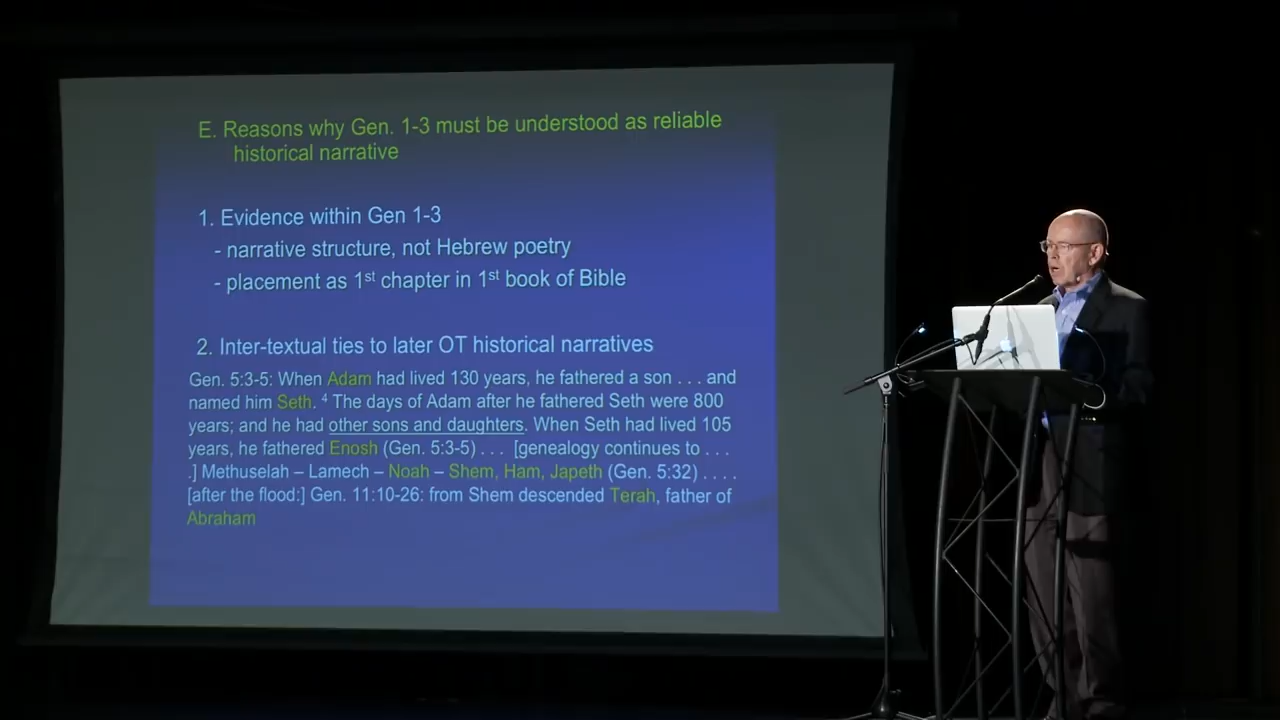 E. Reasons why Gen. 1-3 must be understood as reliable
historical narrative
1. Evidence within Gen 1-3
- narrative structure, not Hebrew poetry
- placement as 1st chapter in 1st book of Bible
2. Inter-textual ties to later OT historical narratives
Gen. 5:3-5: When Adam had lived 130 years, he fathered a son . . . and
named him Seth. 4 The days of Adam after he fathered Seth were 800
years; and he had other sons and daughters. When Seth had lived 105
years, he fathered Enosh (Gen. 5:3-5) . . . [genealogy continues to . . .
.] Methuselah – Lamech – Noah – Shem, Ham, Japeth (Gen. 5:32) . . . .
[after the flood:] Gen. 11:10-26: from Shem descended Terah, father of
Abraham